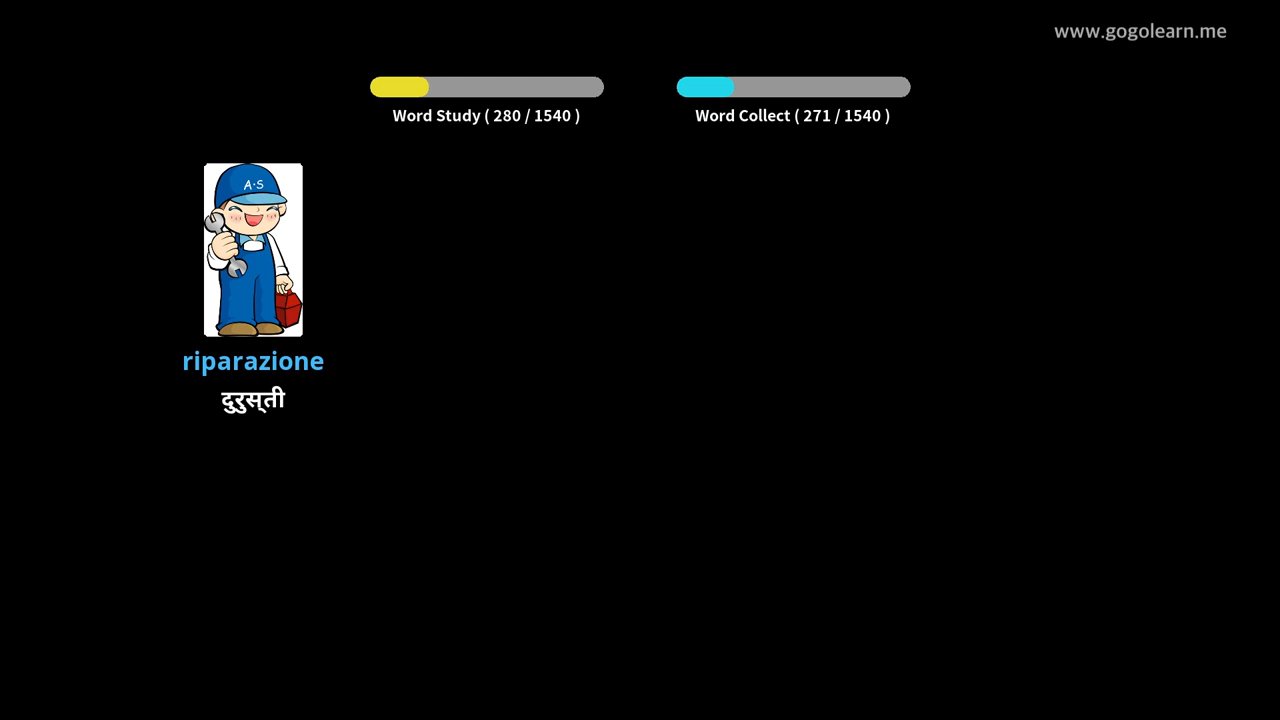 www.gogolearn.me
Word Study ( 280 / 1540 )
Word Collect ( 271 / 1540 )
A·S
riparazione
दुरुस्ती